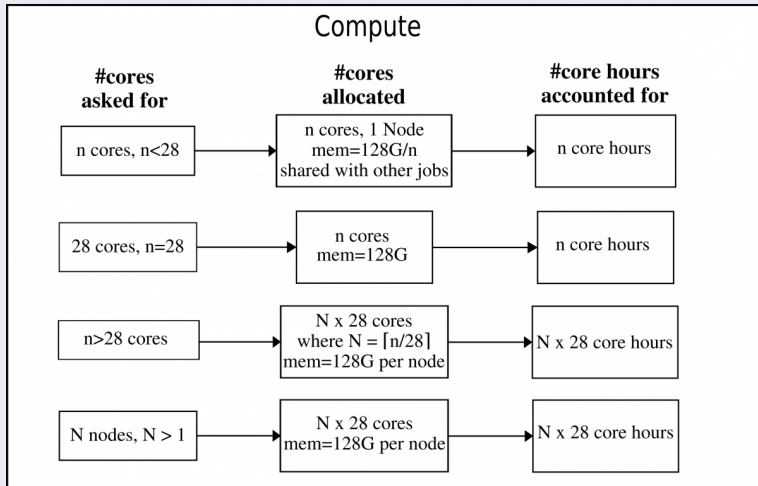 Compute
#cores
asked for
#cores
allocated
#core hours
accounted for
n cores, n<28
n cores, 1 Node
mem=128G/n
shared with other jobs
n core hours
28 cores, n=28
n cores
mem=128G
n core hours
n>28 cores
N x 28 cores
where N = ⌈n/28⌉
mem=128G per node
N x 28 core hours
N nodes, N > 1
N x 28 cores
mem=128G per node
N x 28 core hours